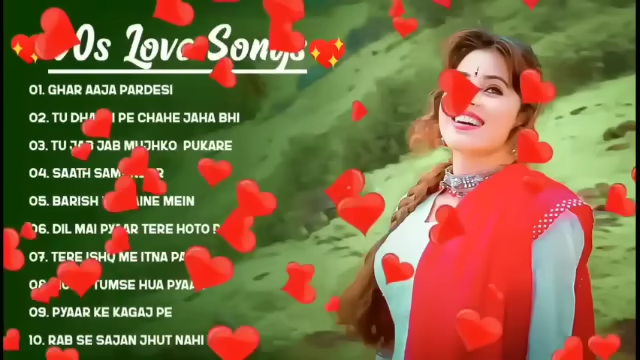 Love Songs
01. GHAR AAJA PARDESI
02. TU PE CHAHE JAHA BHI
03. TU JAB JAB MUJHKO PUKARE
04. SAATH
05. BARISH MEIN
06. DIL MAI PYAAR TERE HOTO
07. TERE ISHQ ME ITNA
08. TUMSE HUA
09. PYAAR KE KAGAJ PE
10. RAB SE SAJAN JHUT NAHI